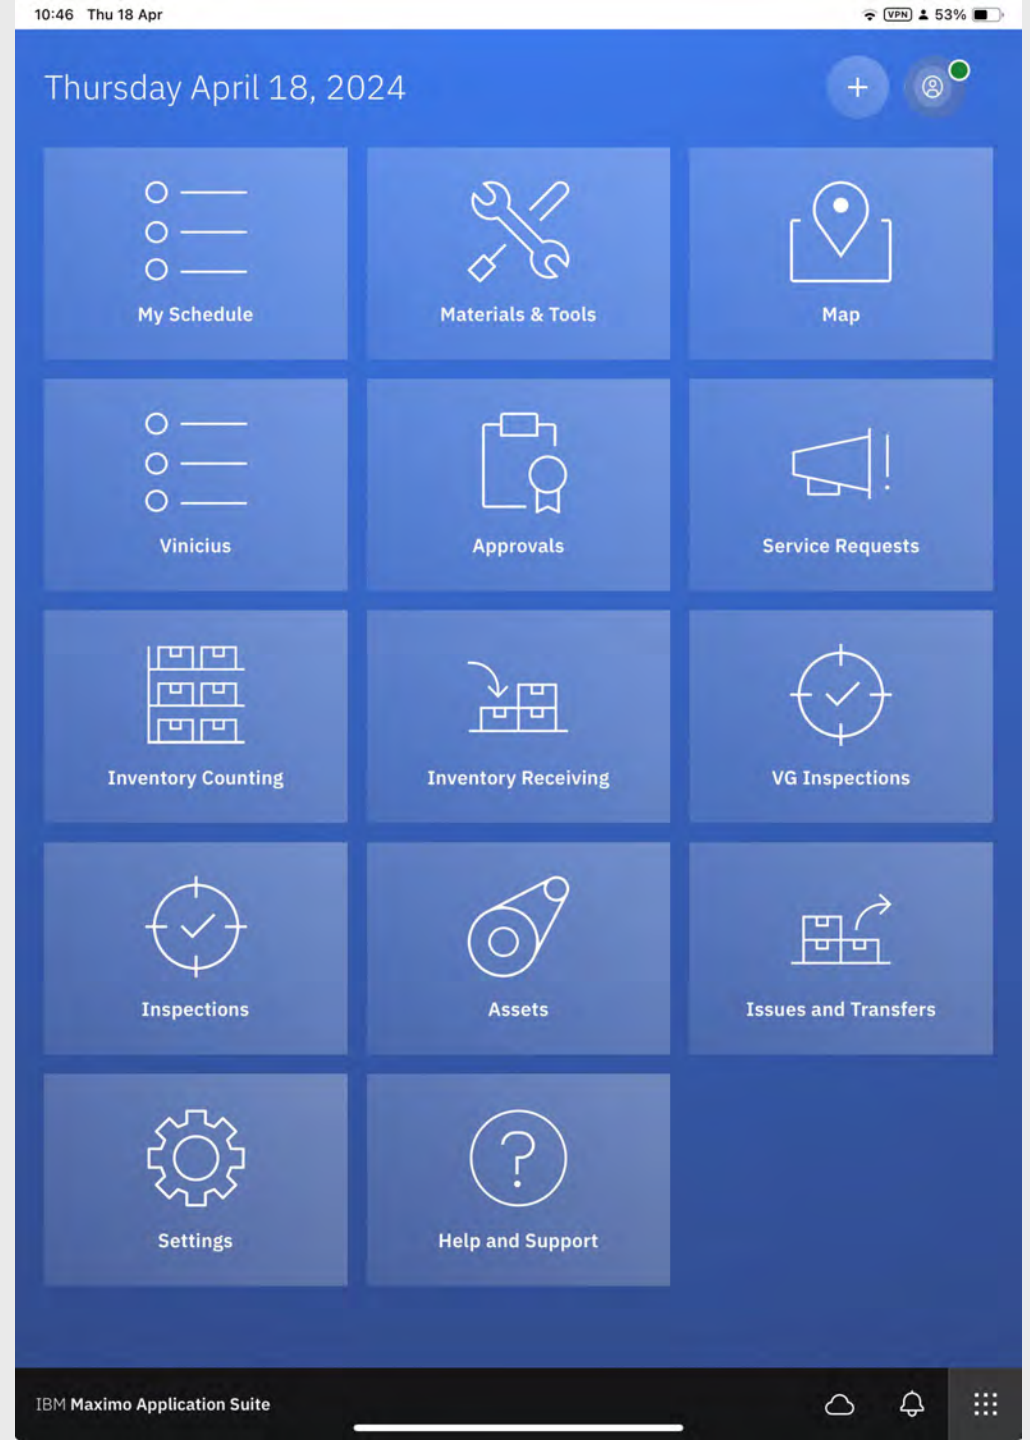 10:46 Thu 18 Apr
VPN 53%
Thursday April 18, 2024
My Schedule
Materials & Tools
Map
Vinicius
Approvals
Service Requests
Inventory Counting
Inventory Receiving
VG Inspections
Inspections
Assets
Issues and Transfers
Settings
Help and Support
IBM Maximo Application Suite